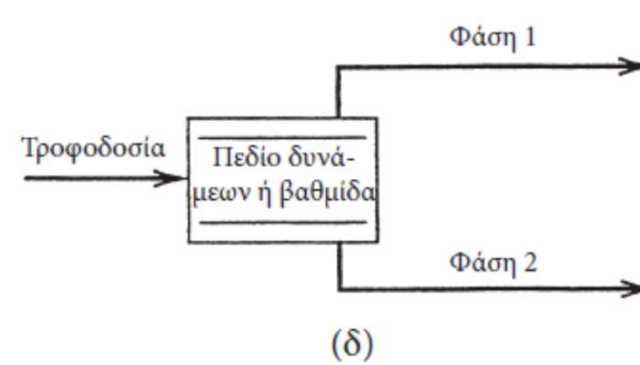 Φάση 1
Τροφοδοσία
Πεδίο δυνά-
μεων ή βαθμίδα
Φάση 2
(δ)